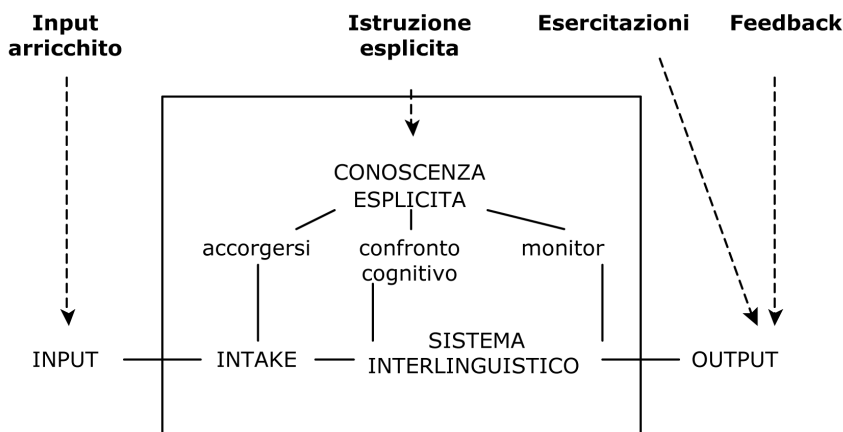 Input
arricchito
Istruzione
esplicita
Esercitazioni
Feedback
CONOSCENZA
ESPLICITA
accorgersi
confronto
cognitivo
monitor
INPUT
INTAKE
SISTEMA
INTERLINGUISTICO
OUTPUT